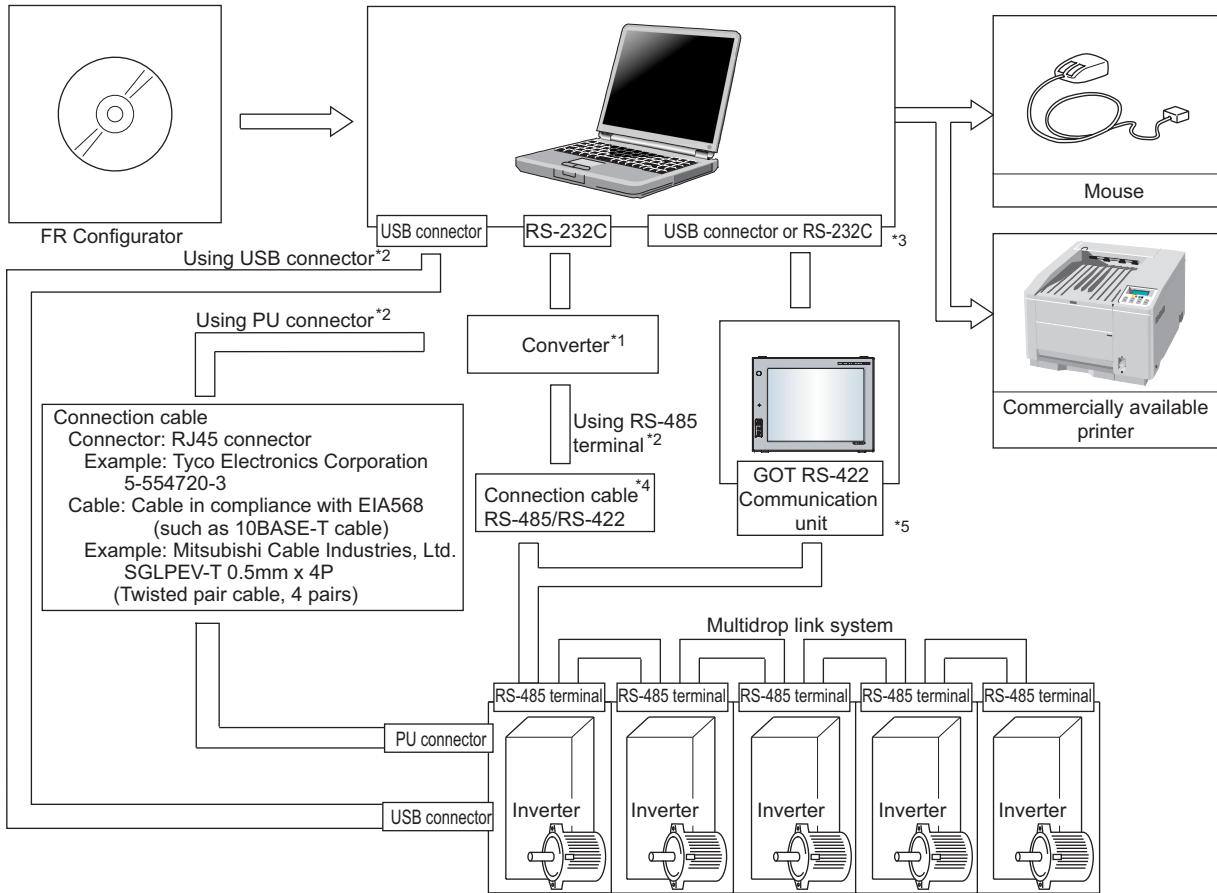 FR Configurator
USB connector
RS-232C
USB connector or RS-232C
*3
Mouse
Commercially available
printer
Using USB connector*2
Using PU connector*2
Converter*1
Using RS-485
terminal*2
Connection cable
Connector: RJ45 connector
Example: Tyco Electronics Corporation
5-554720-3
Cable: Cable in compliance with EIA568
(such as 10BASE-T cable)
Example: Mitsubishi Cable Industries, Ltd.
SGLPEV-T 0.5mm x 4P
(Twisted pair cable, 4 pairs)
Connection cable*4
RS-485/RS-422
GOT RS-422
Communication
unit
*5
Multidrop link system
RS-485 terminal
RS-485 terminal
RS-485 terminal
RS-485 terminal
RS-485 terminal
PU connector
USB connector
Inverter
Inverter
Inverter
Inverter
Inverter